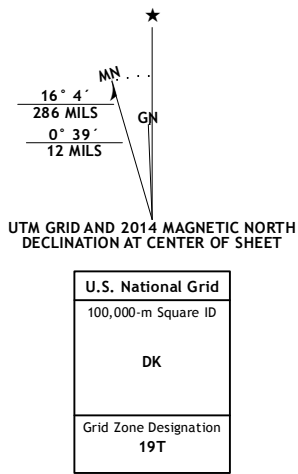 MN
GN
16° 4´
286 MILS
0° 39´
12 MILS
UTM GRID AND 2014 MAGNETIC NORTH
DECLINATION AT CENTER OF SHEET
U.S. National Grid
100,000-m Square ID
DK
Grid Zone Designation
19T